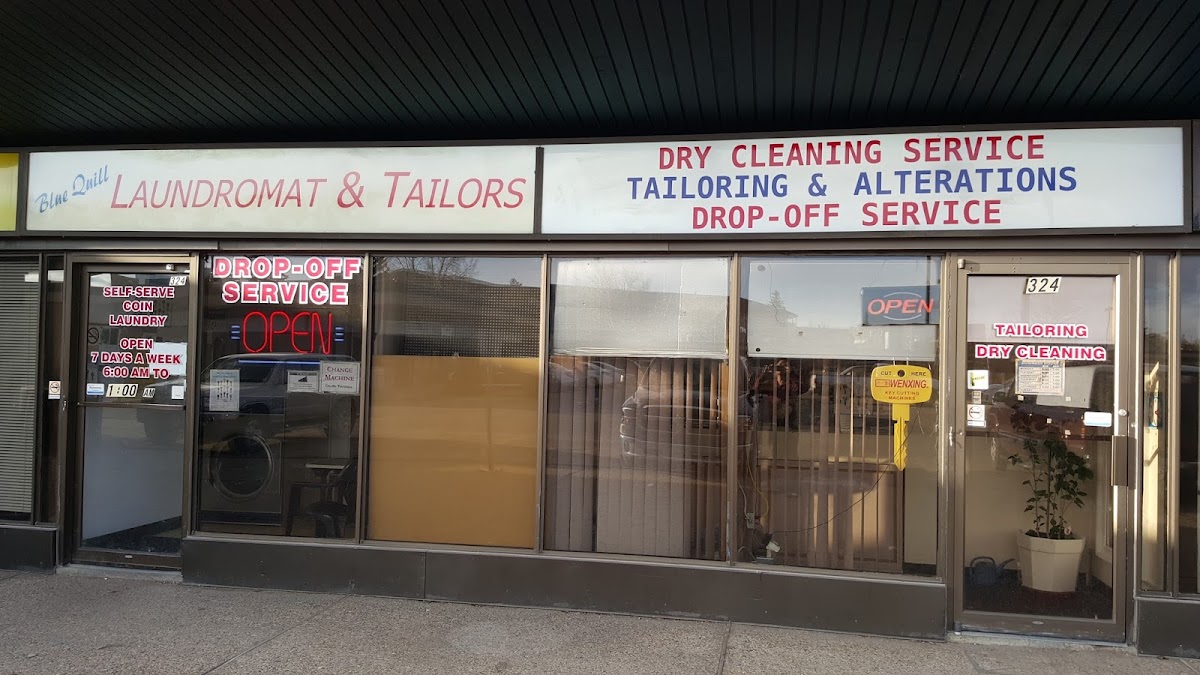 Blue Quill
LAUNDROMAT & TAILORS
DRY CLEANING SERVICE
TAILORING & ALTERATIONS
DROP-OFF SERVICE
324
SELF-SERVE
COIN
LAUNDRY
OPEN
7 DAYS A WEEK
6:00 AM TO
1:00 AM
DROP-OFF
SERVICE
OPEN
CHANGE
MACHINE
OPEN
CUT HERE
WENXING.
KEY CUTTING
MACHINES
324
TAILORING
DRY CLEANING